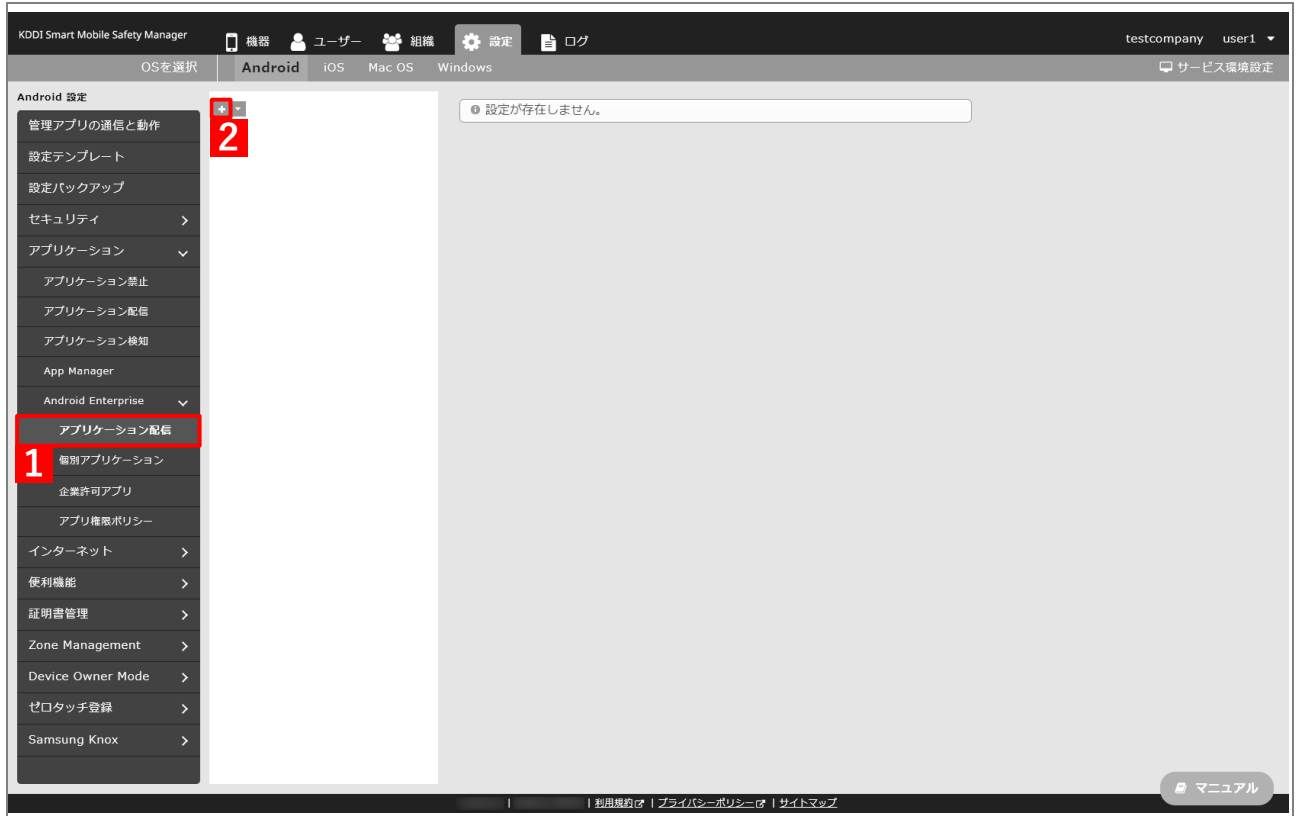 KDDI Smart Mobile Safety Manager
機器 ユーザー 組織 設定 ログ
testcompany user1
OSを選択 Android iOS Mac OS Windows
サービス環境設定
Android 設定
管理アプリの通信と動作
設定テンプレート
設定バックアップ
セキュリティ
アプリケーション
アプリケーション禁止
アプリケーション配信
アプリケーション検知
App Manager
Android Enterprise
アプリケーション配信
1
個別アプリケーション
企業許可アプリ
アプリ権限ポリシー
インターネット
便利機能
証明書管理
Zone Management
Device Owner Mode
ゼロタッチ登録
Samsung Knox
2
設定が存在しません。
マニュアル
| | 利用規約 | プライバシーポリシー | サイトマップ